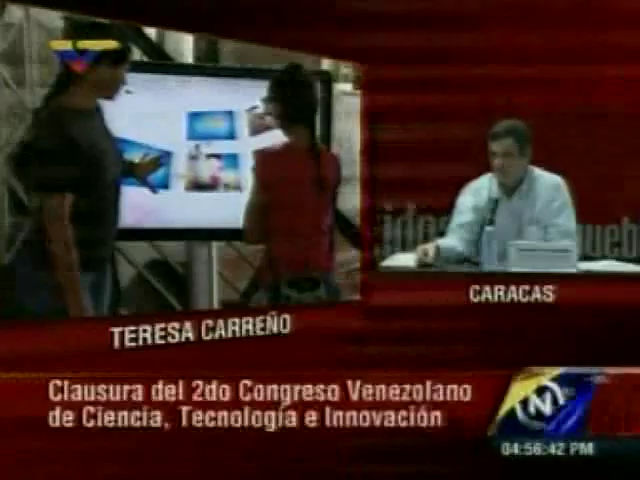 TERESA CARREÑO
CARACAS
Clausura del 2do Congreso Venezolano
de Ciencia, Tecnología e Innovación
04:56:42 PM